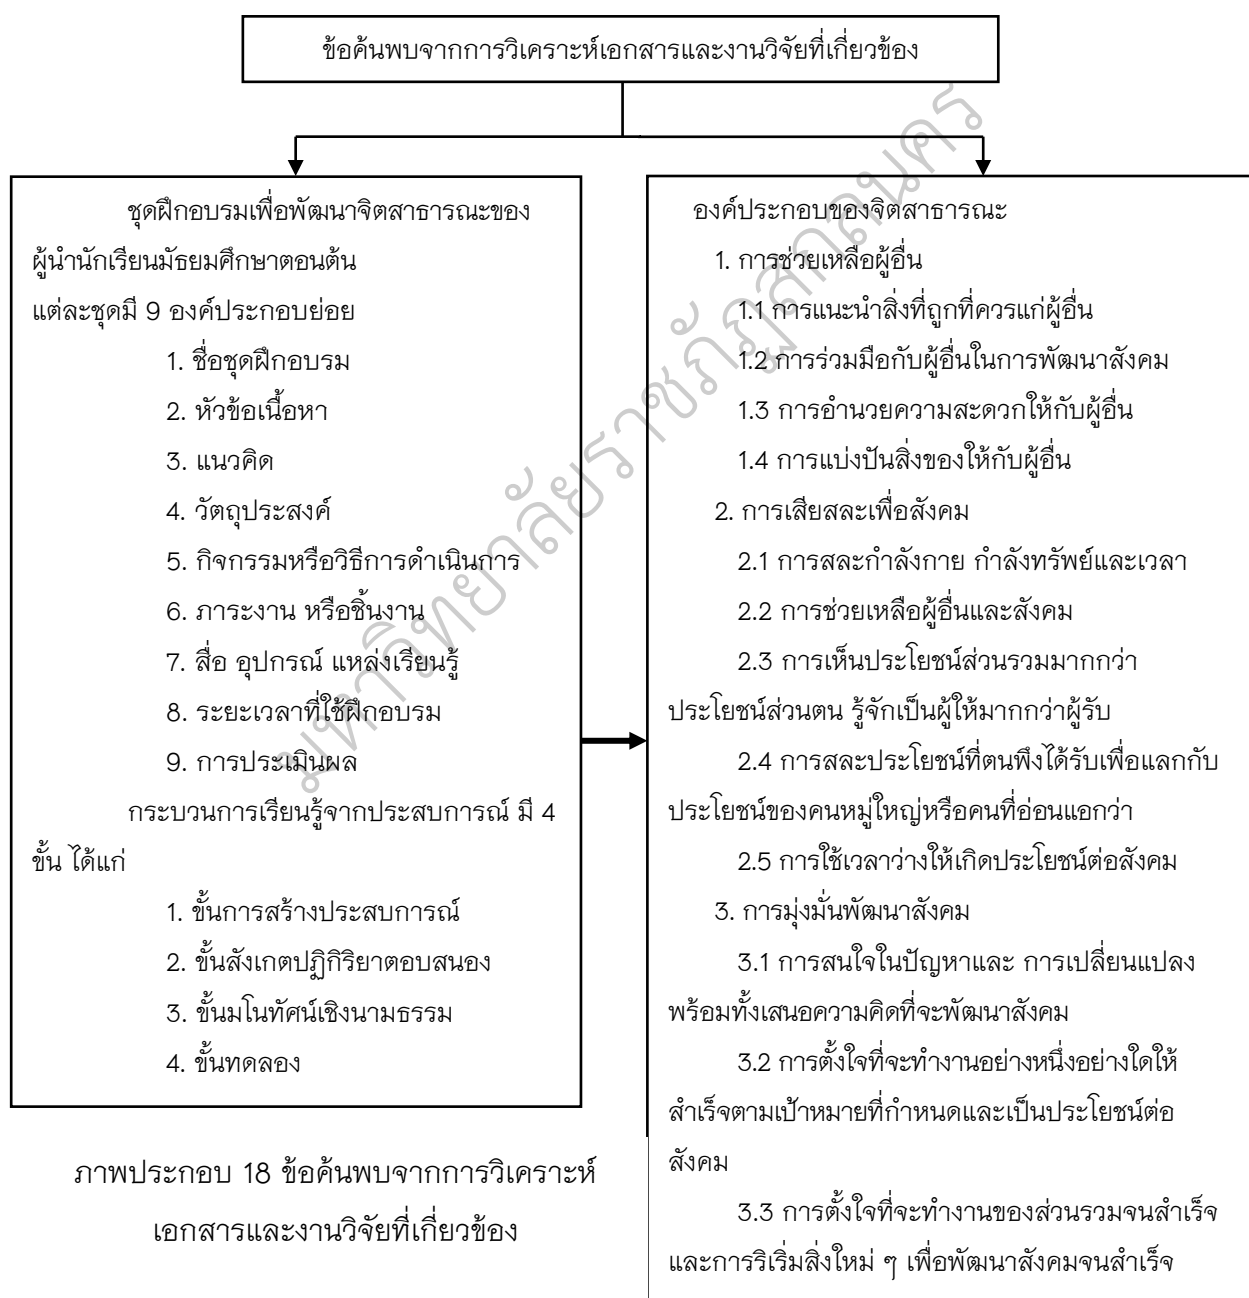 ข้อค้นพบจากการวิเคราะห์เอกสารและงานวิจัยที่เกี่ยวข้อง
ชุดฝึกอบรมเพื่อพัฒนาจิตสาธารณะของ
ผู้นำนักเรียนมัธยมศึกษาตอนต้น
แต่ละชุดมี 9 องค์ประกอบย่อย
1. ชื่อชุดฝึกอบรม
2. หัวข้อเนื้อหา
3. แนวคิด
4. วัตถุประสงค์
5. กิจกรรมหรือวิธีการดำเนินการ
6. ภาระงาน หรือชิ้นงาน
7. สื่อ อุปกรณ์ แหล่งเรียนรู้
8. ระยะเวลาที่ใช้ฝึกอบรม
9. การประเมินผล
กระบวนการเรียนรู้จากประสบการณ์ มี 4
ขั้น ได้แก่
1. ขั้นการสร้างประสบการณ์
2. ขั้นสังเกตปฏิกิริยาตอบสนอง
3. ขั้นมโนทัศน์เชิงนามธรรม
4. ขั้นทดลอง
องค์ประกอบของจิตสาธารณะ
1. การช่วยเหลือผู้อื่น
1.1 การแนะนำสิ่งที่ถูกที่ควรแก่ผู้อื่น
1.2 การร่วมมือกับผู้อื่นในการพัฒนาสังคม
1.3 การอำนวยความสะดวกให้กับผู้อื่น
1.4 การแบ่งปันสิ่งของให้กับผู้อื่น
2. การเสียสละเพื่อสังคม
2.1 การสละกำลังกาย กำลังทรัพย์และเวลา
2.2 การช่วยเหลือผู้อื่นและสังคม
2.3 การเห็นประโยชน์ส่วนรวมมากกว่า
ประโยชน์ส่วนตน รู้จักเป็นผู้ให้มากกว่าผู้รับ
2.4 การสละประโยชน์ที่ตนพึงได้รับเพื่อแลกกับ
ประโยชน์ของคนหมู่ใหญ่หรือคนที่อ่อนแอกว่า
2.5 การใช้เวลาว่างให้เกิดประโยชน์ต่อสังคม
3. การมุ่งมั่นพัฒนาสังคม
3.1 การสนใจในปัญหาและ การเปลี่ยนแปลง
พร้อมทั้งเสนอความคิดที่จะพัฒนาสังคม
3.2 การตั้งใจที่จะทำงานอย่างหนึ่งอย่างใดให้
สำเร็จตามเป้าหมายที่กำหนดและเป็นประโยชน์ต่อ
สังคม
3.3 การตั้งใจที่จะทำงานของส่วนรวมจนสำเร็จ
และการริเริ่มสิ่งใหม่ ๆ เพื่อพัฒนาสังคมจนสำเร็จ
ภาพประกอบ 18 ข้อค้นพบจากการวิเคราะห์
เอกสารและงานวิจัยที่เกี่ยวข้อง
มหาวิทยาลัยราชภัฏสกลนคร